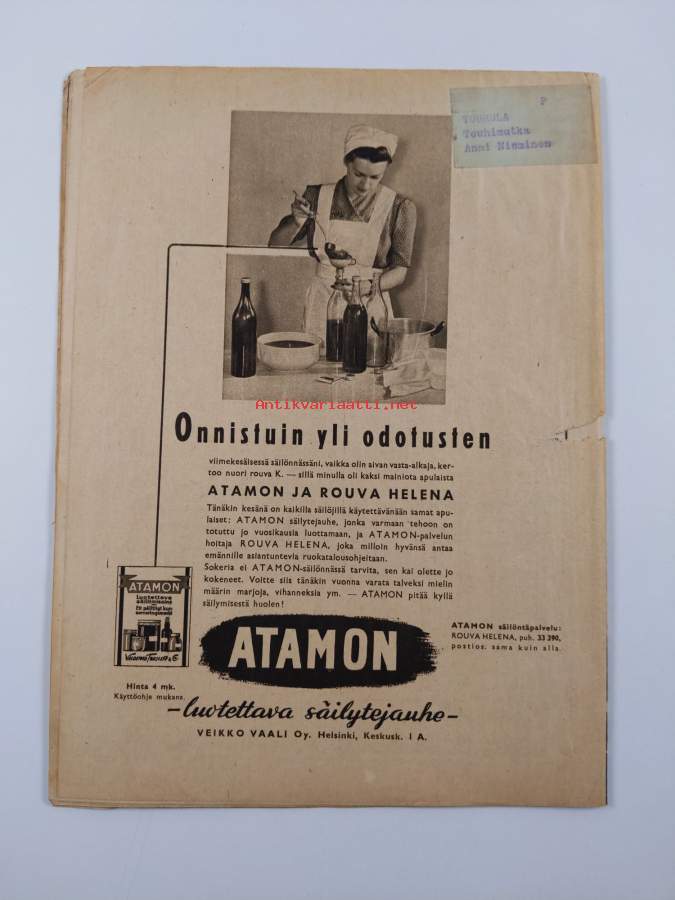 P
Touhimutka
Anni Nieminen
Antikvariaatti.net
Onnistuin yli odotusten
viimekesäisessä säilönnässäni, vaikka olin aivan vasta-alkaja, ker-
too nuori rouva K. — sillä minulla oli kaksi mainiota apulaista
ATAMON JA ROUVA HELENA
Tänäkin kesänä on kaikilla säilöjillä käytettävänään samat apu-
laiset: ATAMON säilytejauhe, jonka varmaan tehoon on
totuttu jo vuosikausia luottamaan, ja ATAMON-palvelun
hoitaja ROUVA HELENA, joka milloin hyvänsä antaa
emännille asiantuntevia ruokatalousohjeitaan.
Sokeria ei ATAMON-säilönnässä tarvita, sen kai olette jo
kokeneet. Voitte siis tänäkin vuonna varata talveksi mielin
määrin marjoja, vihanneksia ym. — ATAMON pitää kyllä
säilymisestä huolen!
ATAMON
Luotettava
säilöttäessä
Hinta 4 mk.
Käyttöohje mukana.
ATAMON
ATAMON säilöntäpalvelu:
ROUVA HELENA, puh. 33 390,
postios. sama kuin alla.
-luotettava säilytejauhe-
VEIKKO VAALI Oy. Helsinki, Keskusk. 1 A.